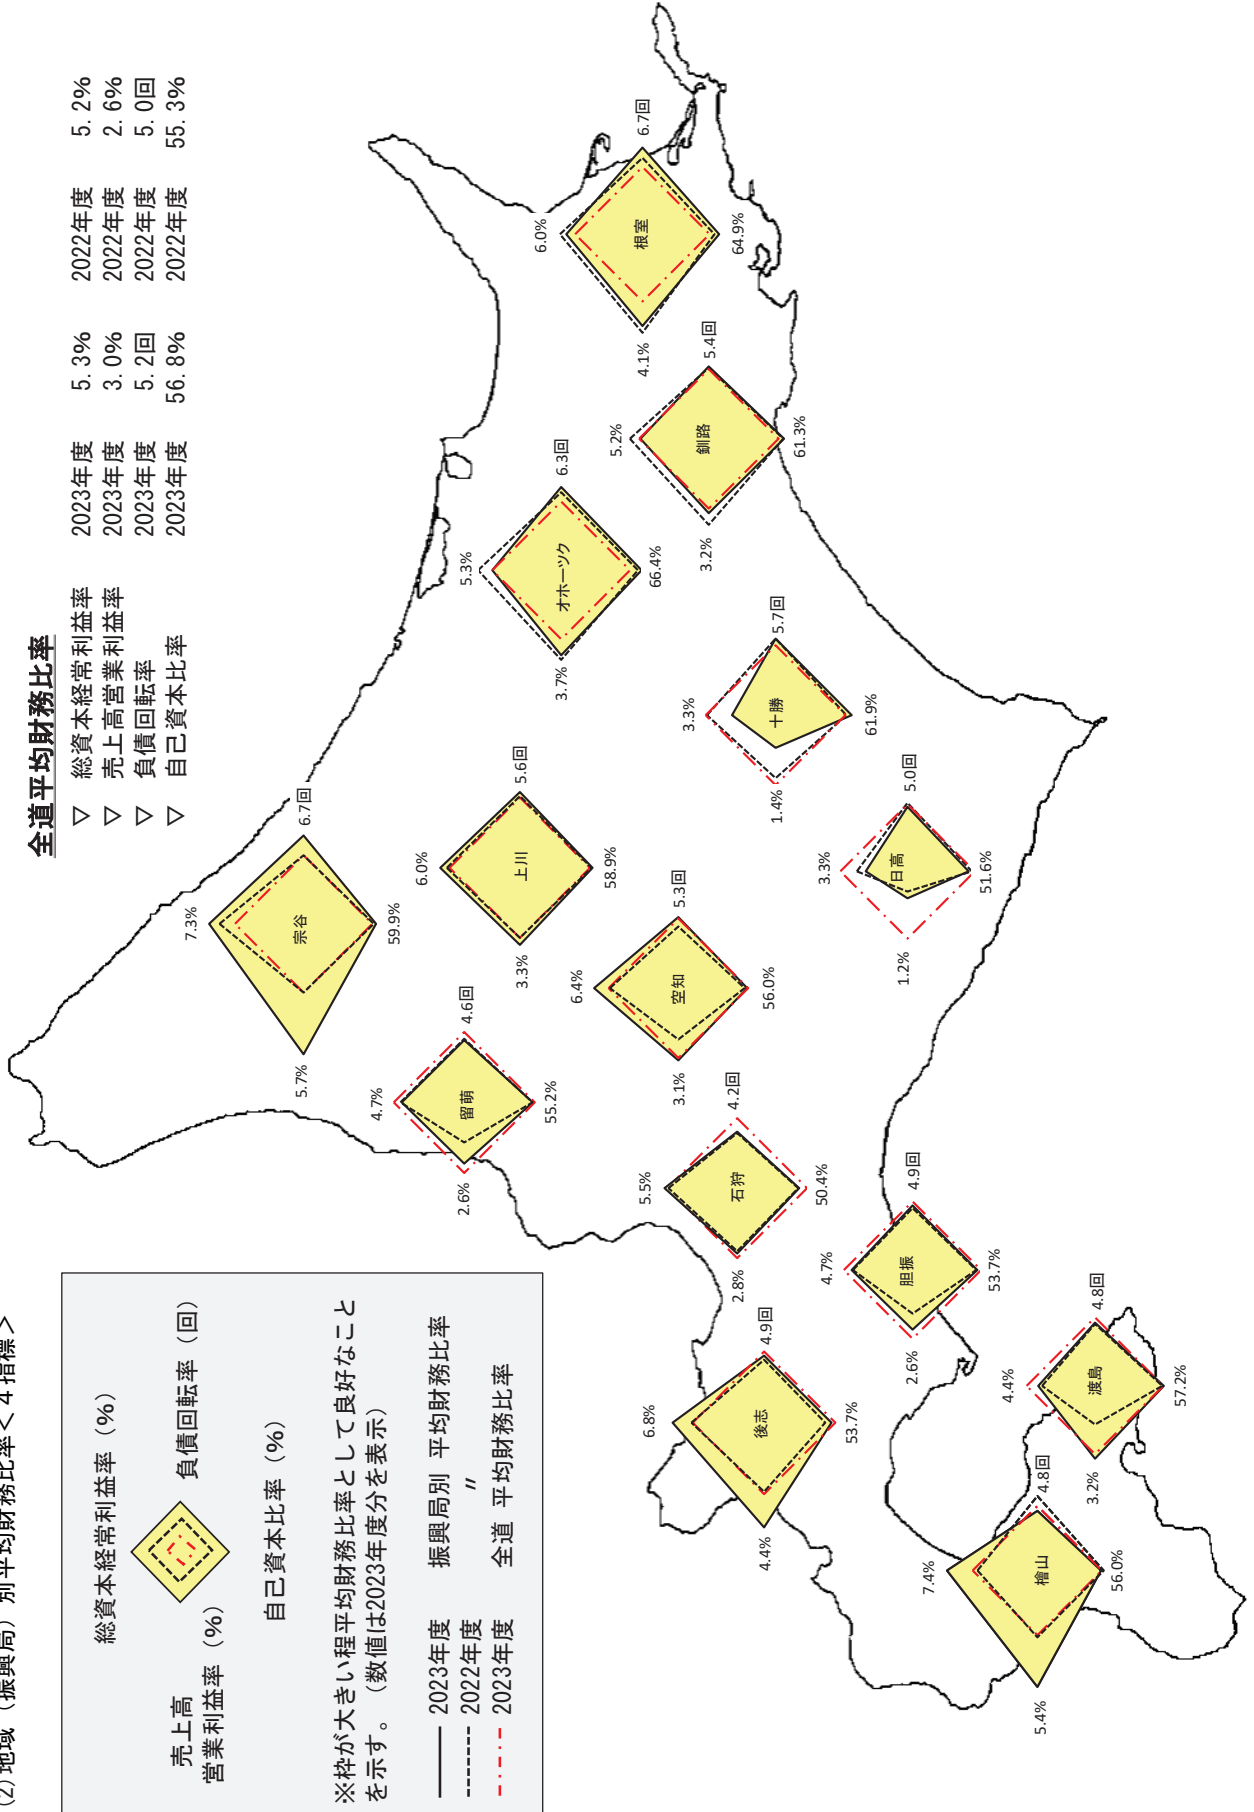 (2)地域（振興局）別平均財務比率＜４指標＞
総資本経常利益率（%）
売上高
営業利益率（%）
負債回転率（回）
自己資本比率（%）
※枠が大きい程平均財務比率として良好なこと
を示す。（数値は2023年度分を表示）
2023年度 振興局別 平均財務比率
2022年度 〃
2023年度 全道 平均財務比率
全道平均財務比率
▽ 総資本経常利益率 2023年度 5.3% 2022年度 5.2%
▽ 売上高営業利益率 2023年度 3.0% 2022年度 2.6%
▽ 負債回転率 2023年度 5.2回 2022年度 5.0回
▽ 自己資本比率 2023年度 56.8% 2022年度 55.3%
7.3%
5.7%
宗谷
6.7回
59.9%
4.7%
2.6%
留萌
4.6回
55.2%
6.0%
3.3%
上川
5.6回
58.9%
5.3%
3.7%
オホーツク
6.3回
66.4%
6.0%
4.1%
根室
6.7回
64.9%
5.2%
3.2%
釧路
5.4回
61.3%
6.4%
3.1%
空知
5.3回
56.0%
3.3%
1.4%
十勝
5.7回
61.9%
5.5%
2.8%
石狩
4.2回
50.4%
3.3%
1.2%
日高
5.0回
51.6%
6.8%
4.4%
後志
4.9回
53.7%
4.7%
2.6%
胆振
4.9回
53.7%
7.4%
5.4%
檜山
4.8回
56.0%
4.4%
3.2%
渡島
4.8回
57.2%